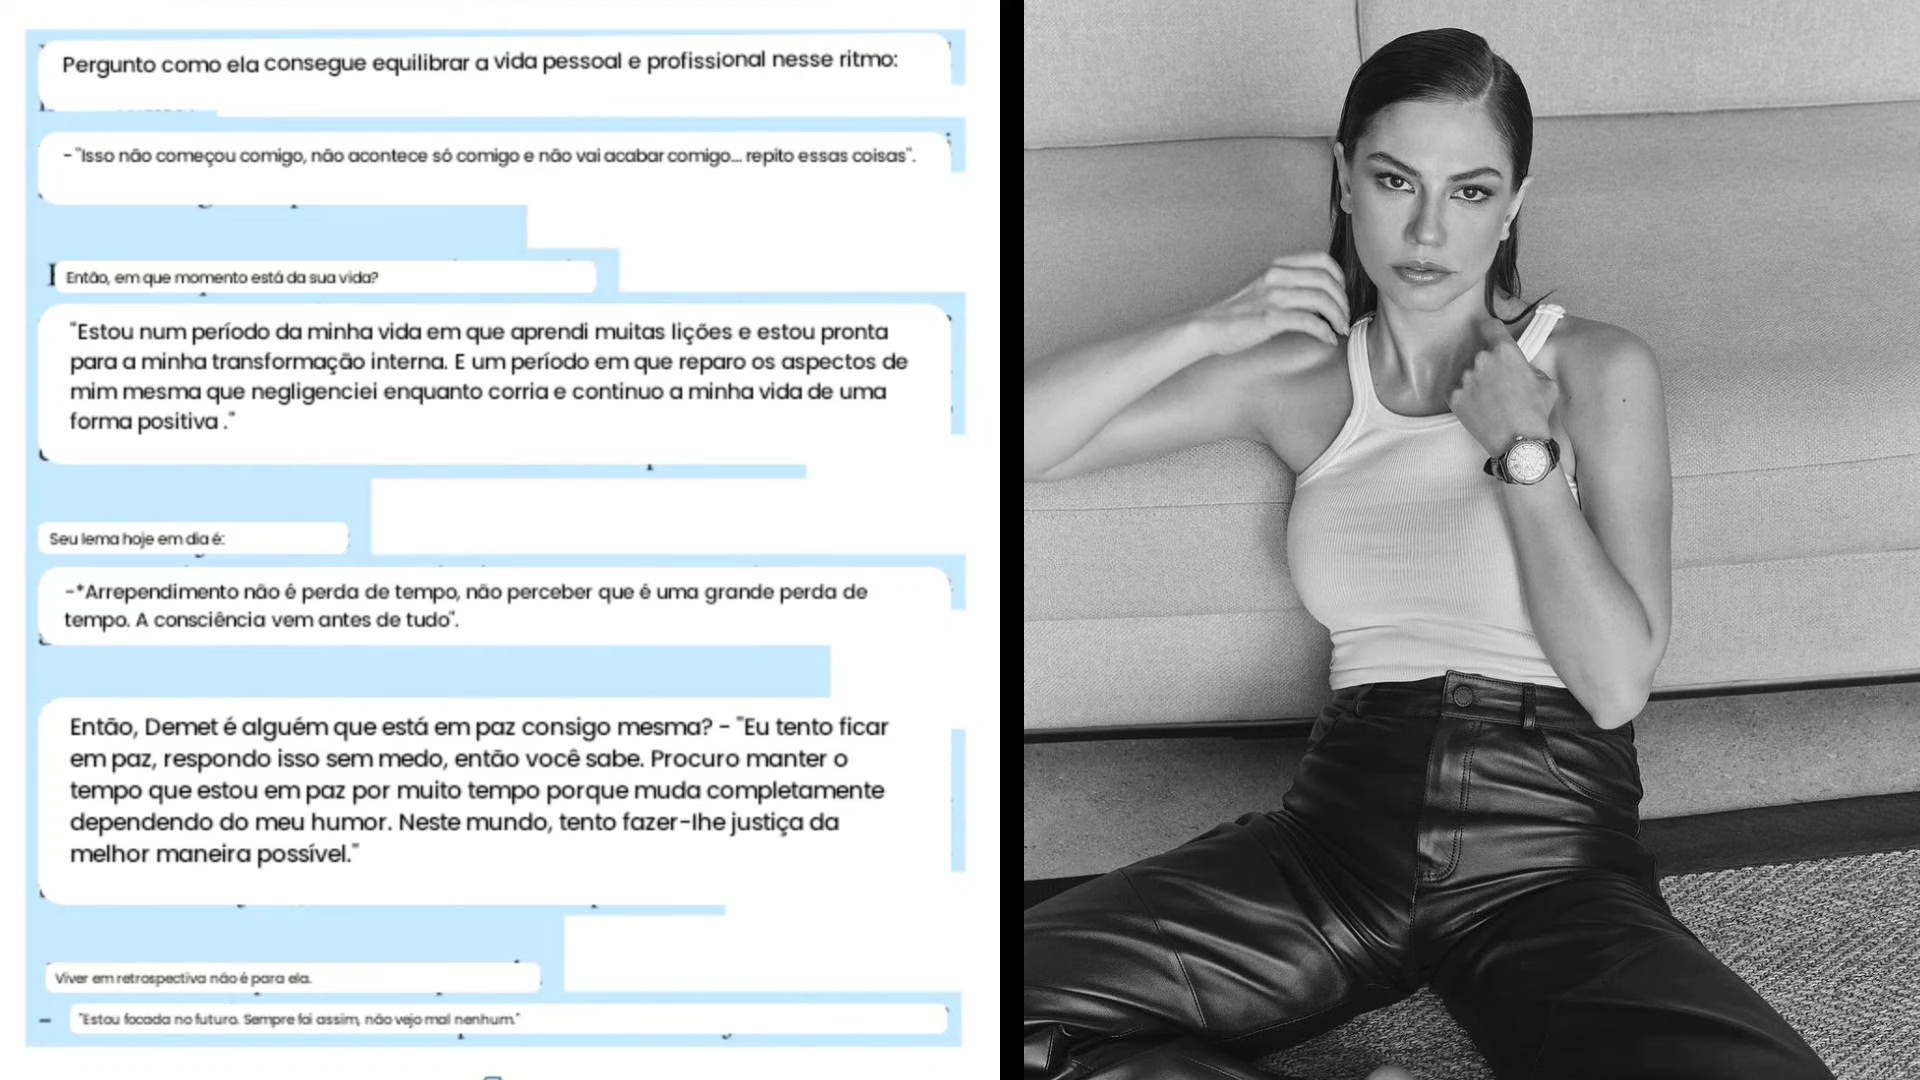 Pergunto como ela consegue equilibrar a vida pessoal e profissional nesse ritmo:
- "Isso não começou comigo, não acontece só comigo e não vai acabar comigo... repito essas coisas".
Então, em que momento está da sua vida?
"Estou num período da minha vida em que aprendi muitas lições e estou pronta
para a minha transformação interna. E um período em que reparo os aspectos de
mim mesma que negligenciei enquanto corria e continuo a minha vida de uma
forma positiva ."
Seu lema hoje em dia é:
-*Arrependimento não é perda de tempo, não perceber que é uma grande perda de
tempo. A consciência vem antes de tudo".
Então, Demet é alguém que está em paz consigo mesma? - "Eu tento ficar
em paz, respondo isso sem medo, então você sabe. Procuro manter o
tempo que estou em paz por muito tempo porque muda completamente
dependendo do meu humor. Neste mundo, tento fazer-lhe justiça da
melhor maneira possível."
Viver em retrospectiva não é para ela.
- "Estou focada no futuro. Sempre foi assim, não vejo mal nenhum."